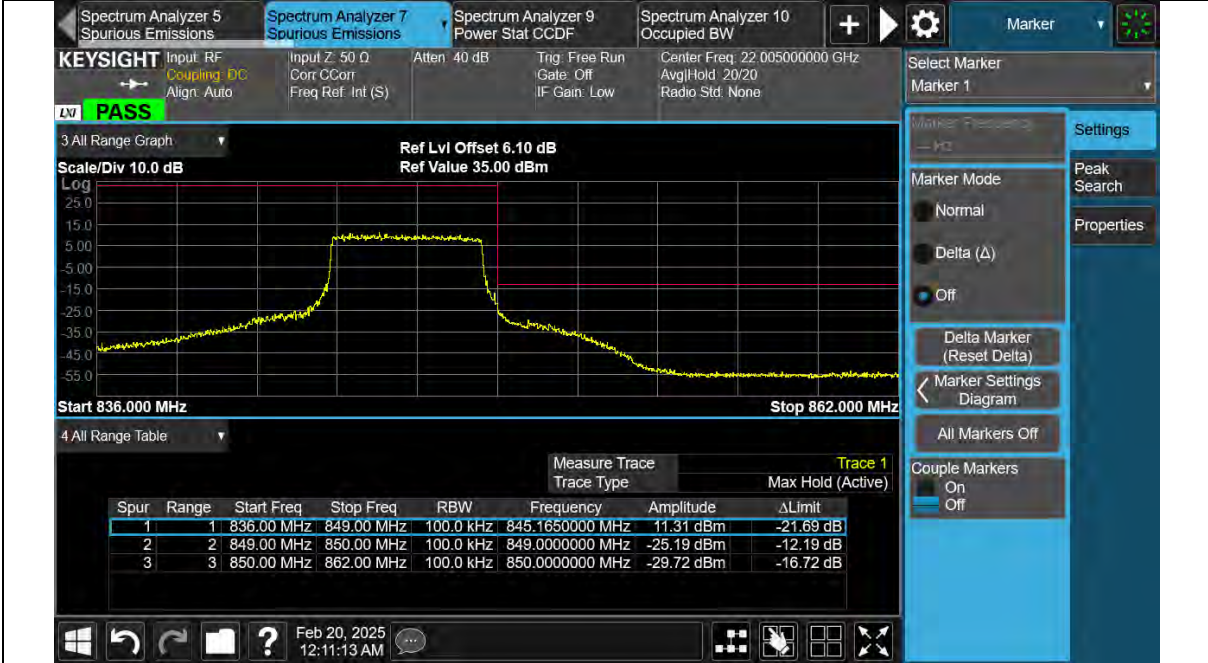 Spectrum Analyzer 5
Spurious Emissions
Spectrum Analyzer 7
Spurious Emissions
Spectrum Analyzer 9
Power Stat CCDF
Spectrum Analyzer 10
Occupied BW
Marker
KEYSIGHT
Input: RF
Coupling: DC
Align: Auto
Input Z: 50 Ω
Corr CCorr
Freq Ref: Int (S)
Atten: 40 dB
Trig: Free Run
Gate: Off
IF Gain: Low
Center Freq: 22.005000000 GHz
Avg|Hold: 20/20
Radio Std: None
LXI PASS
Select Marker
Marker 1
Marker Frequency
--- Hz
Settings
Peak
Search
Properties
Marker Mode
Normal
Delta (Δ)
Off
Delta Marker
(Reset Delta)
Marker Settings
Diagram
All Markers Off
Couple Markers
On
Off
3 All Range Graph
Scale/Div 10.0 dB
Ref Lvl Offset 6.10 dB
Ref Value 35.00 dBm
Log
25.0
15.0
5.00
-5.00
-15.0
-25.0
-35.0
-45.0
-55.0
Start 836.000 MHz
Stop 862.000 MHz
4 All Range Table
Measure Trace Trace 1
Trace Type Max Hold (Active)
Spur Range Start Freq Stop Freq RBW Frequency Amplitude ΔLimit
1 1 836.00 MHz 849.00 MHz 100.0 kHz 845.1650000 MHz 11.31 dBm -21.69 dB
2 2 849.00 MHz 850.00 MHz 100.0 kHz 849.0000000 MHz -25.19 dBm -12.19 dB
3 3 850.00 MHz 862.00 MHz 100.0 kHz 850.0000000 MHz -29.72 dBm -16.72 dB
Feb 20, 2025
12:11:13 AM